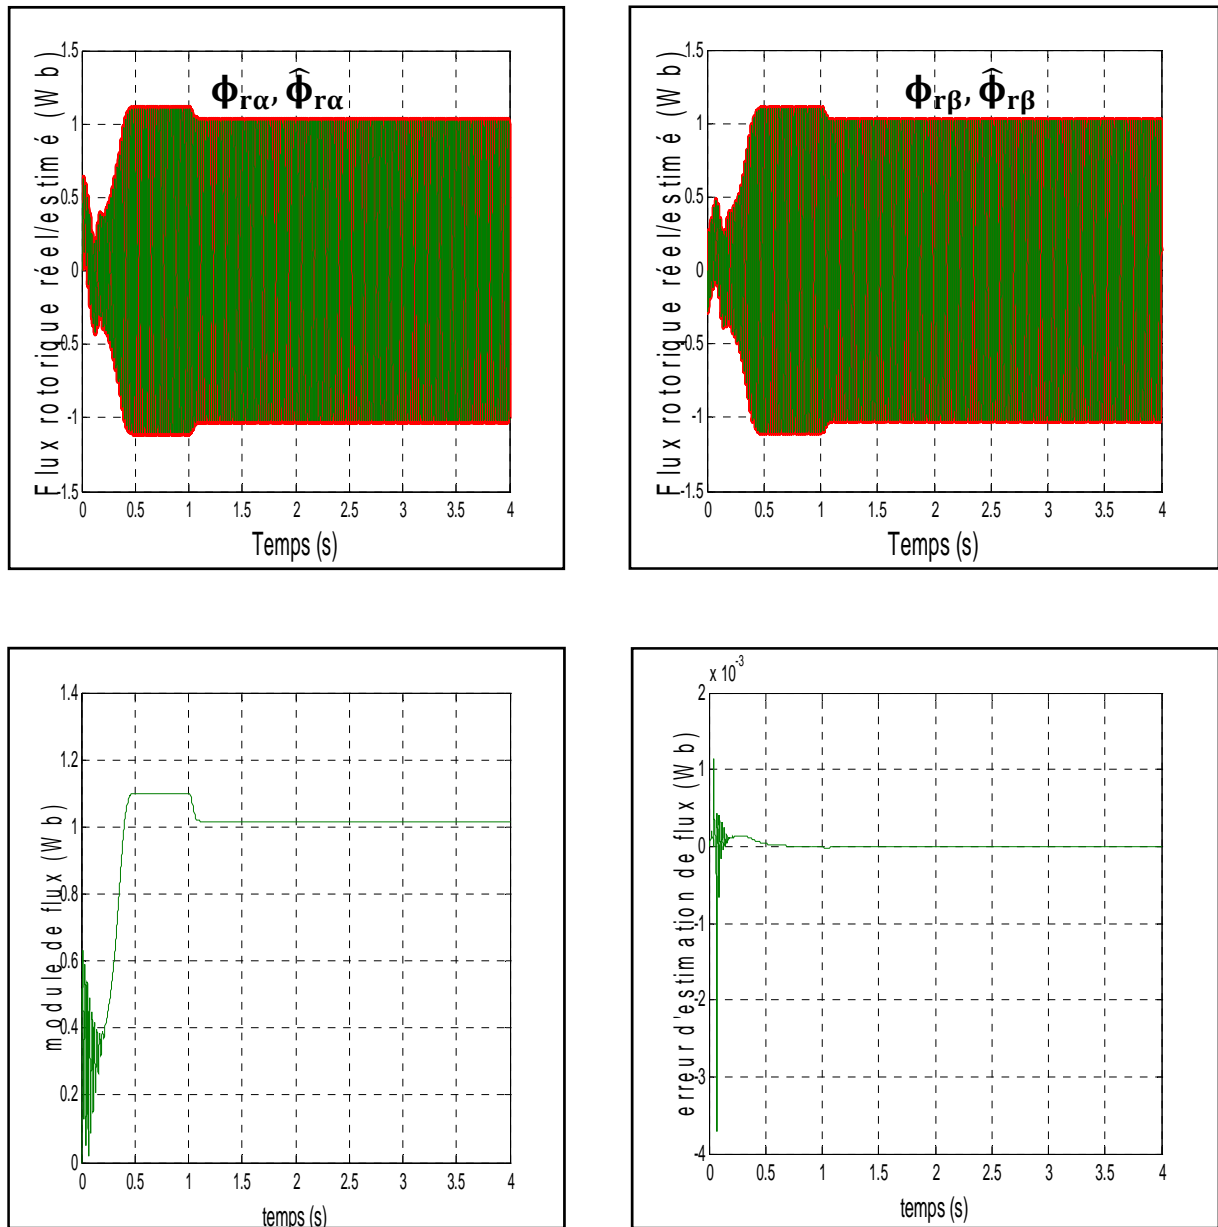 ϕrα, ϕ̂rα
Flux rotorique réel/estimé (Wb)
1.5
1
0.5
0
-0.5
-1
-1.5
0 0.5 1 1.5 2 2.5 3 3.5 4
Temps (s)
ϕrβ, ϕ̂rβ
Flux rotorique réel/estimé (Wb)
1.5
1
0.5
0
-0.5
-1
-1.5
0 0.5 1 1.5 2 2.5 3 3.5 4
Temps (s)
module de flux (Wb)
1.4
1.2
1
0.8
0.6
0.4
0.2
0
0 0.5 1 1.5 2 2.5 3 3.5 4
temps (s)
x 10-3
erreur d'estimation de flux (Wb)
2
1
0
-1
-2
-3
-4
0 0.5 1 1.5 2 2.5 3 3.5 4
temps (s)